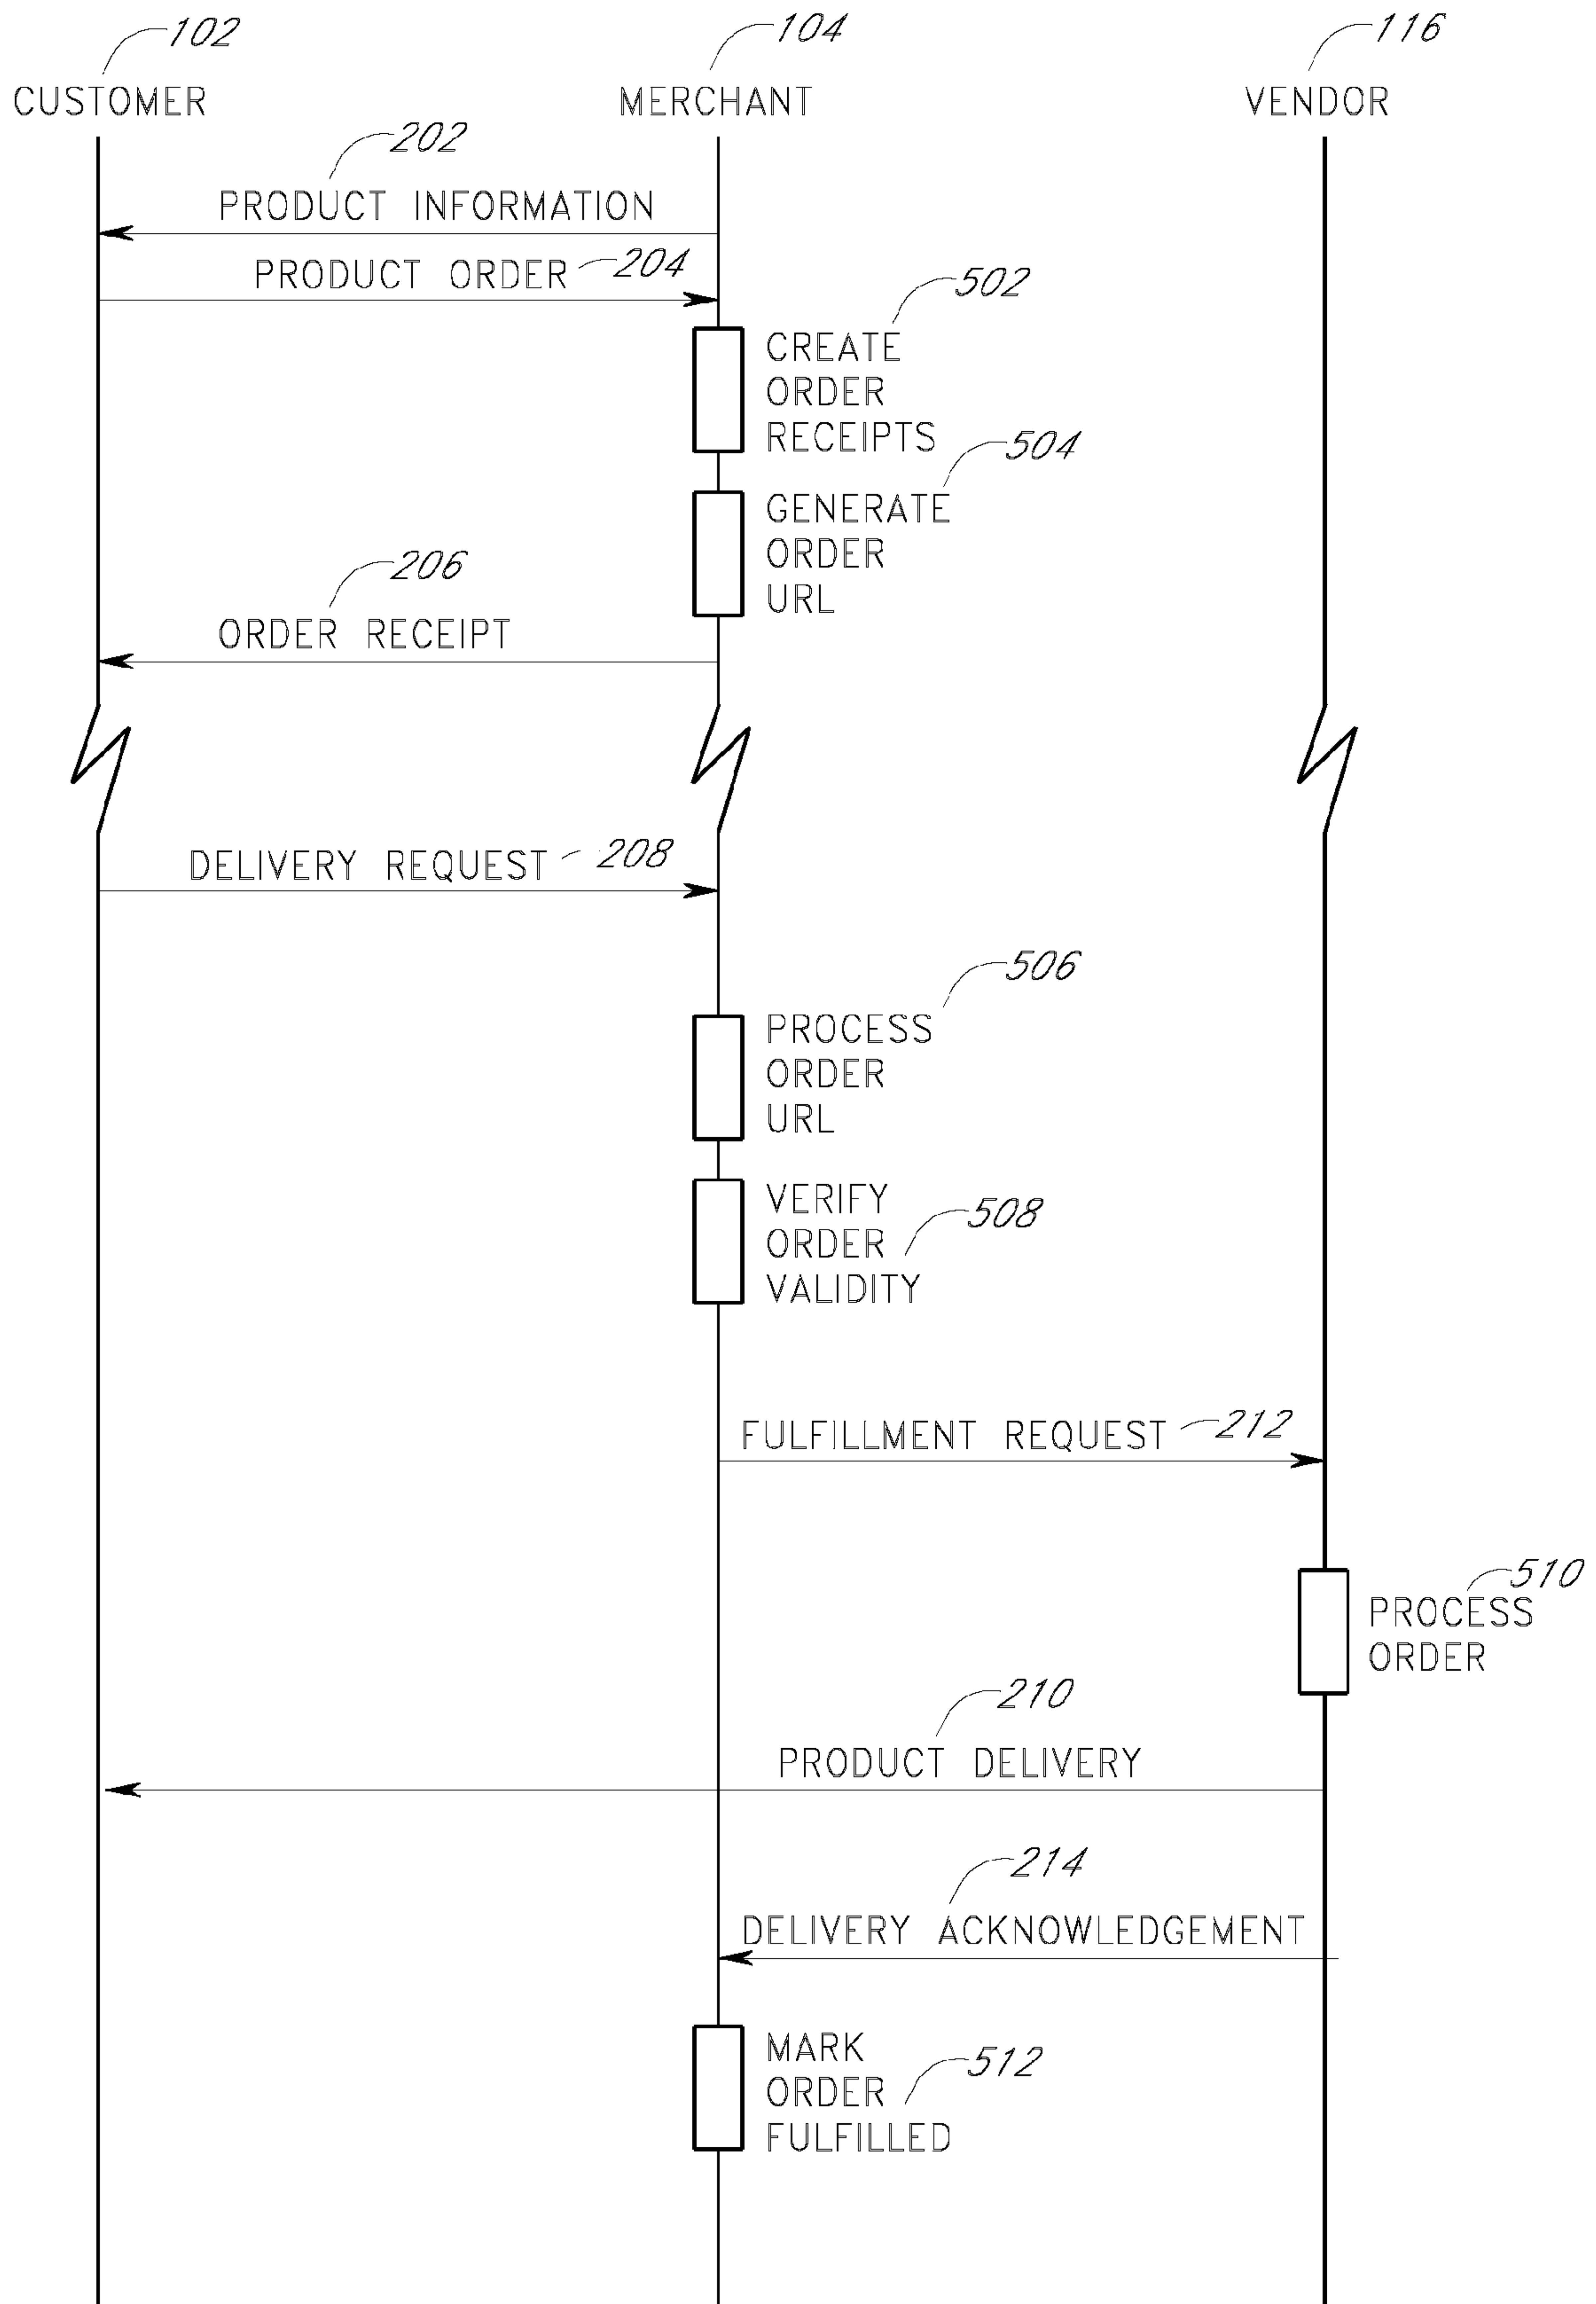 102
104
116
CUSTOMER
MERCHANT
VENDOR
202
PRODUCT INFORMATION
PRODUCT ORDER
204
502
CREATE
ORDER
RECEIPTS
504
GENERATE
ORDER
URL
206
ORDER RECEIPT
DELIVERY REQUEST
208
506
PROCESS
ORDER
URL
VERIFY
ORDER
VALIDITY
508
FULFILLMENT REQUEST
212
510
PROCESS
ORDER
210
PRODUCT DELIVERY
214
DELIVERY ACKNOWLEDGEMENT
MARK
ORDER
FULFILLED
512